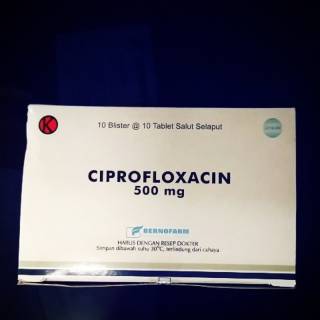 K
10 Blister @ 10 Tablet Salut Selaput
CIPROFLOXACIN
500 mg
BERNOFARM
HARUS DENGAN RESEP DOKTER
Simpan dibawah suhu 30°C, terlindung dari cahaya